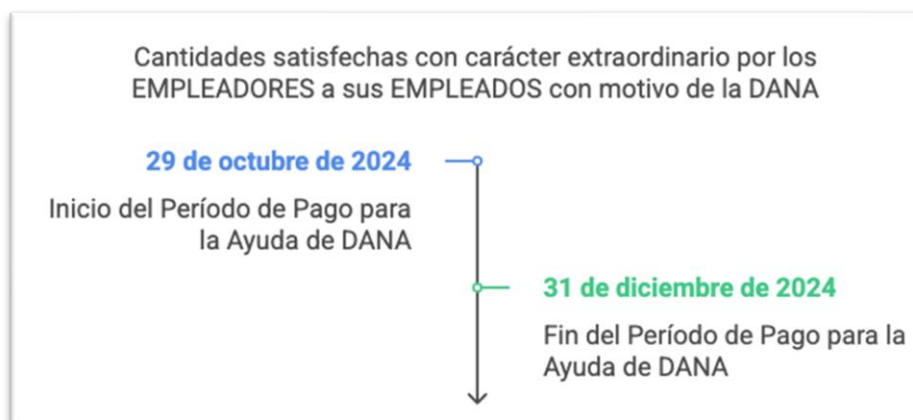 Cantidades satisfechas con carácter extraordinario por los
EMPLEADORES a sus EMPLEADOS con motivo de la DANA
29 de octubre de 2024
Inicio del Período de Pago para
la Ayuda de DANA
31 de diciembre de 2024
Fin del Período de Pago para la
Ayuda de DANA